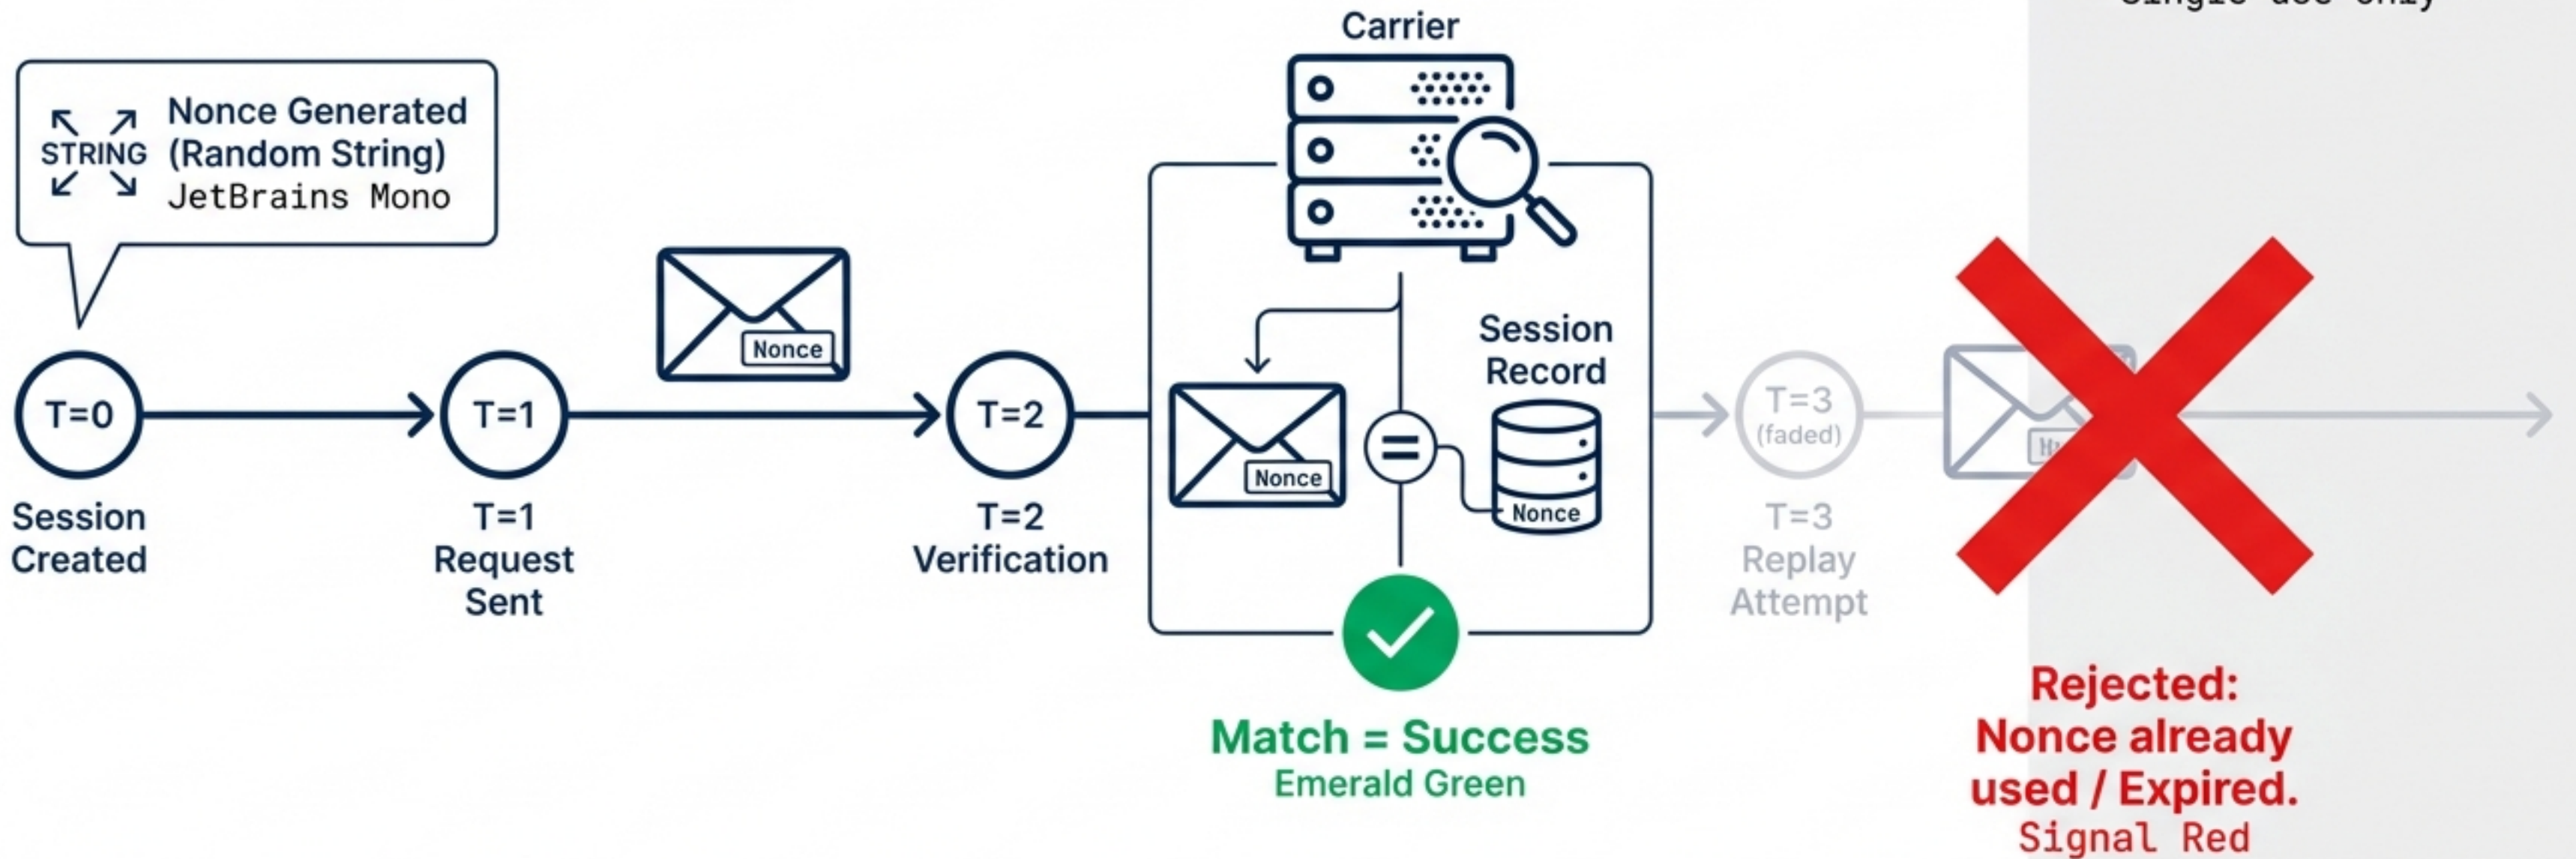 Carrier
STRING
Nonce Generated
(Random String)
JetBrains Mono
Nonce
Session
Record
Nonce
Nonce
T=0
T=1
T=2
T=3
(faded)
Session
Created
T=1
Request
Sent
T=2
Verification
T=3
Replay
Attempt
Match = Success
Emerald Green
Rejected:
Nonce already
used / Expired.
Signal Red